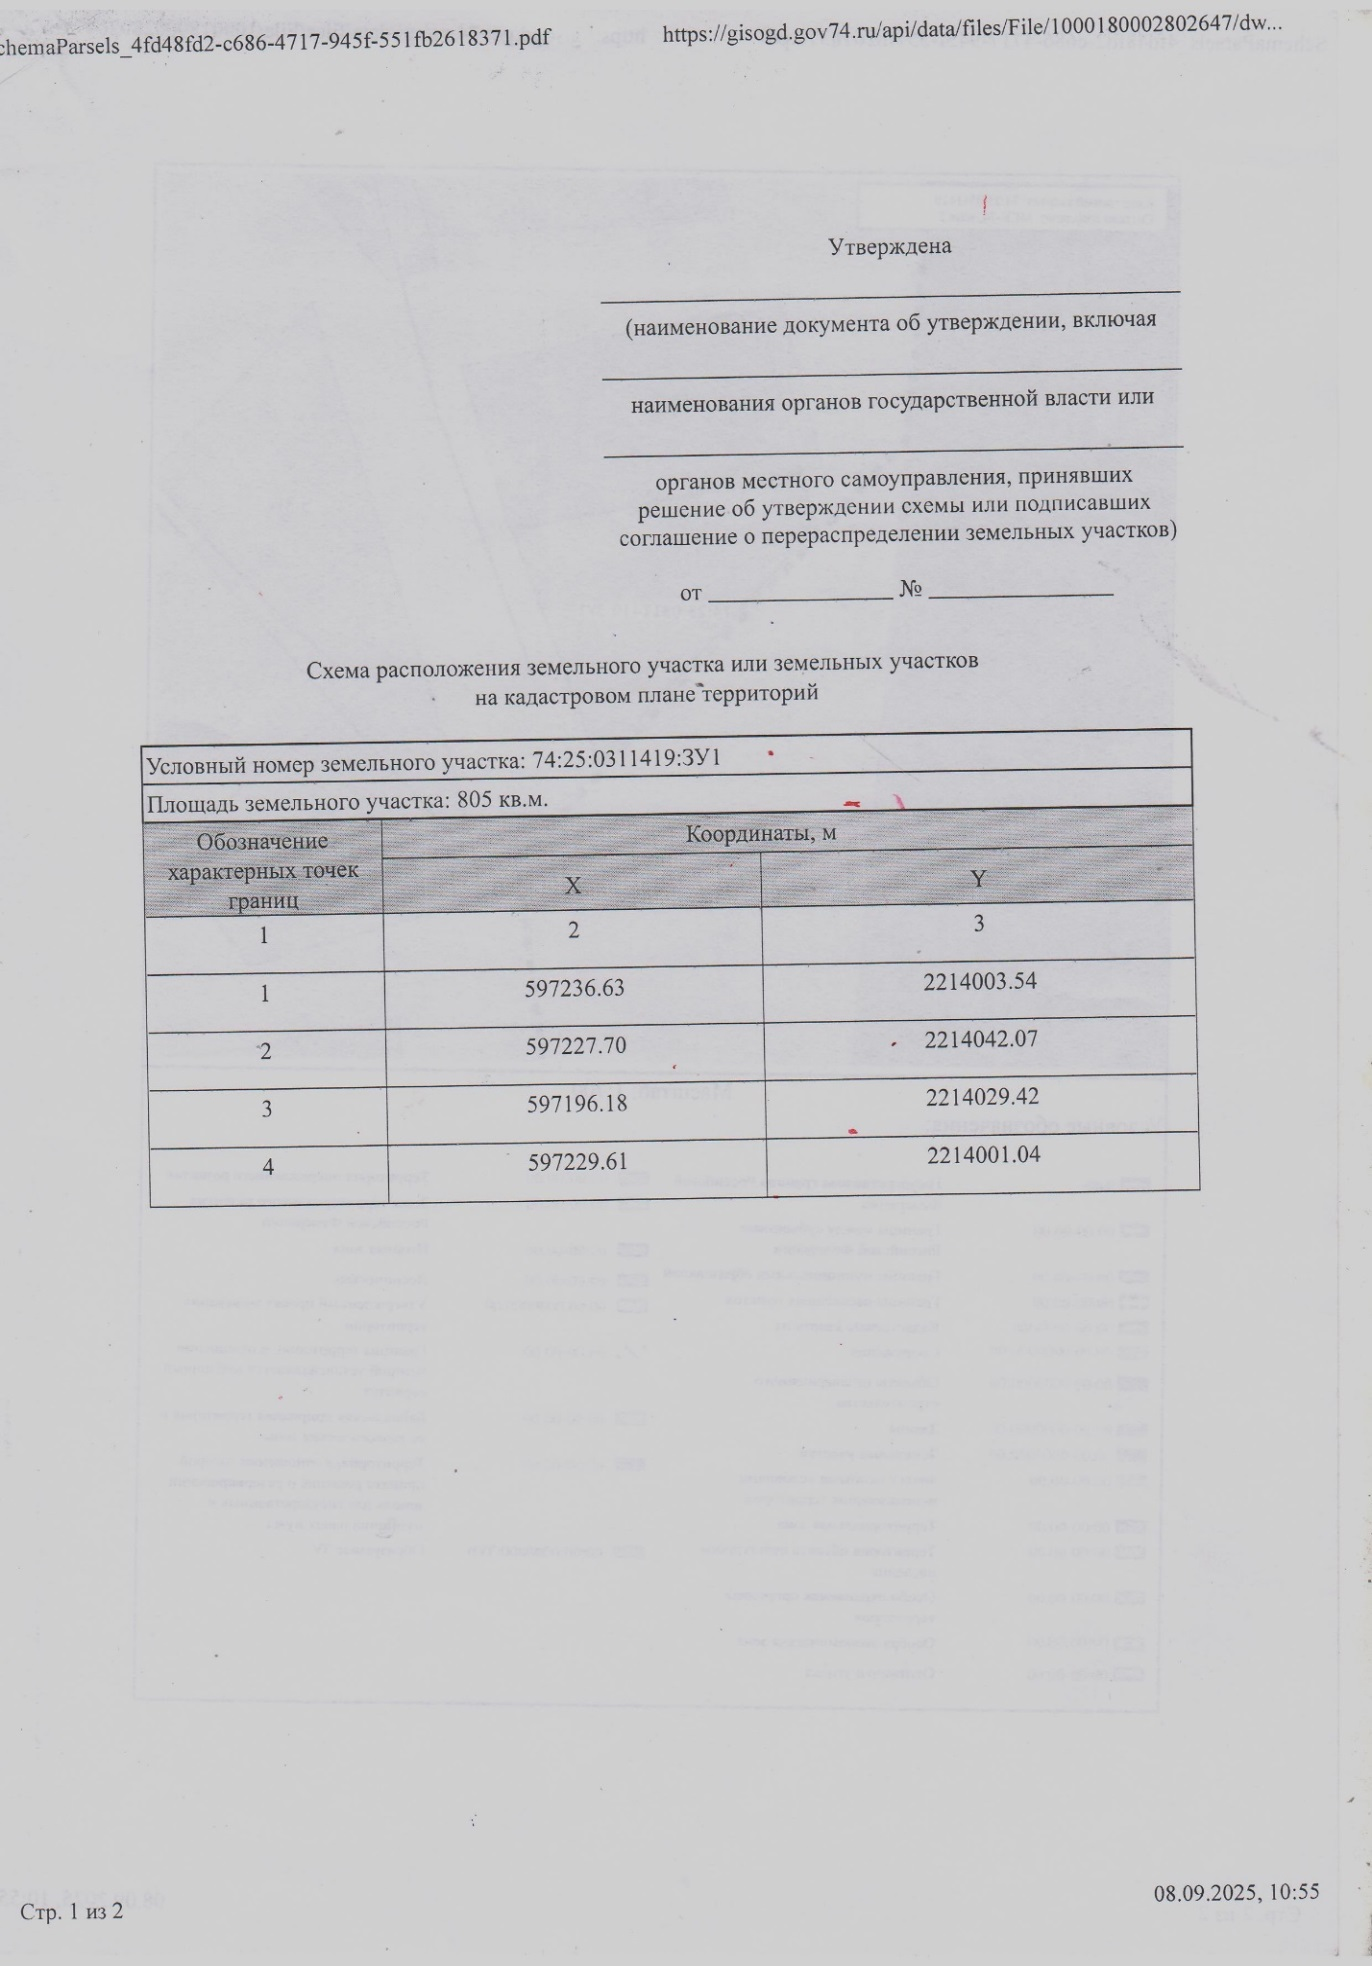 chemaParsels_4fd48fd2-c686-4717-945f-551fb2618371.pdf
https://gisogd.gov74.ru/api/data/files/File/1000180002802647/dw...
Утверждена
(наименование документа об утверждении, включая
наименования органов государственной власти или
органов местного самоуправления, принявших
решение об утверждении схемы или подписавших
соглашение о перераспределении земельных участков)
от _______________ № _______________
Схема расположения земельного участка или земельных участков
на кадастровом плане территорий
Условный номер земельного участка: 74:25:0311419:ЗУ1
Площадь земельного участка: 805 кв.м.
Обозначение характерных точек границ
Координаты, м
X Y
1 2 3
1 597236.63 2214003.54
2 597227.70 2214042.07
3 597196.18 2214029.42
4 597229.61 2214001.04
Стр. 1 из 2
08.09.2025, 10:55